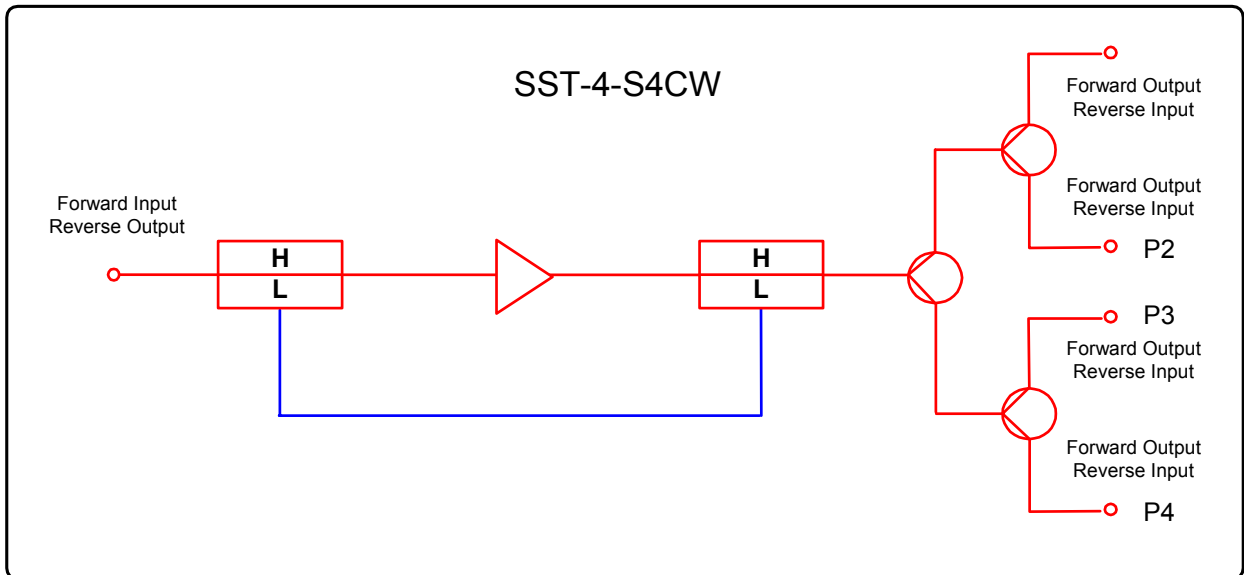 SST-4-S4CW
Forward Output
Reverse Input
Forward Output
Reverse Input
P2
Forward Input
Reverse Output
H
L
H
L
P3
Forward Output
Reverse Input
Forward Output
Reverse Input
P4